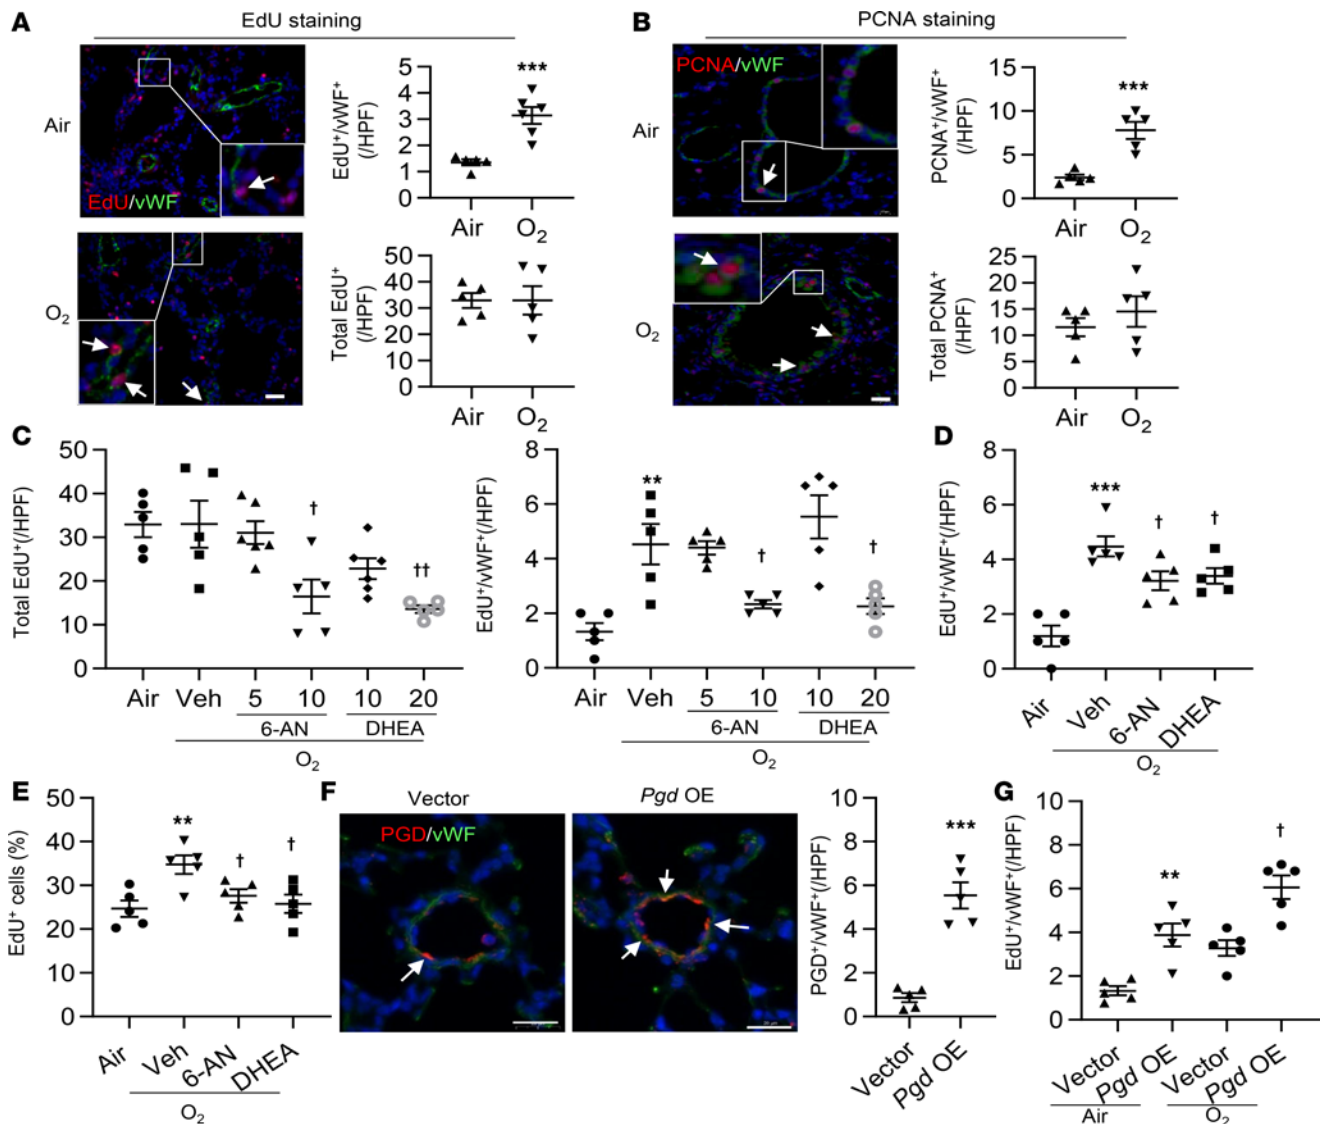 A
EdU staining
Air
EdU/vWF
O2
EdU+/vWF+
(/HPF)
5
4
3
2
1
0
***
Air
O2
Total EdU+
(/HPF)
50
40
30
20
10
0
Air
O2
B
PCNA staining
PCNA/vWF
Air
O2
PCNA+/vWF+
(/HPF)
15
10
5
0
***
Air
O2
Total PCNA+
(/HPF)
25
20
15
10
5
0
Air
O2
C
Total EdU+(/HPF)
50
40
30
20
10
0
†
††
Air
Veh
5
10
10
20
6-AN
DHEA
O2
EdU+/vWF+(/HPF)
8
6
4
2
0
**
†
†
Air
Veh
5
10
10
20
6-AN
DHEA
O2
D
EdU+/vWF+(/HPF)
8
6
4
2
0
***
†
†
Air
Veh
6-AN
DHEA
O2
E
EdU+ cells (%)
50
40
30
20
10
0
**
†
†
Air
Veh
6-AN
DHEA
O2
F
Vector
Pgd OE
PGD/vWF
PGD+/vWF+(/HPF)
10
8
6
4
2
0
***
Vector
Pgd OE
G
EdU+/vWF+(/HPF)
10
8
6
4
2
0
**
†
Vector
Pgd OE
Vector
Pgd OE
Air
O2